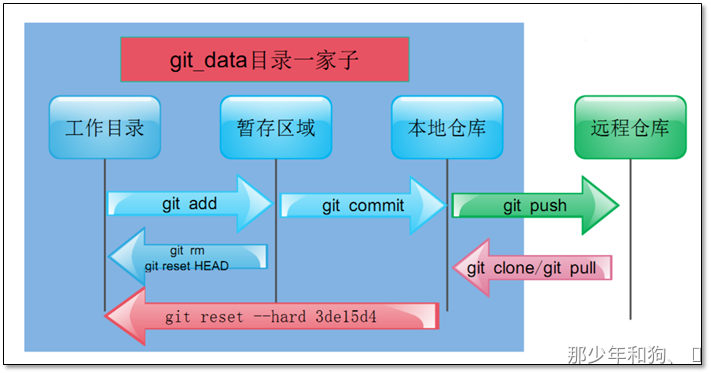 git_data目录一家子
工作目录
暂存区域
本地仓库
远程仓库
git add
git commit
git push
git rm
git reset HEAD
git clone/git pull
git reset --hard 3de15d4
那少年和狗、